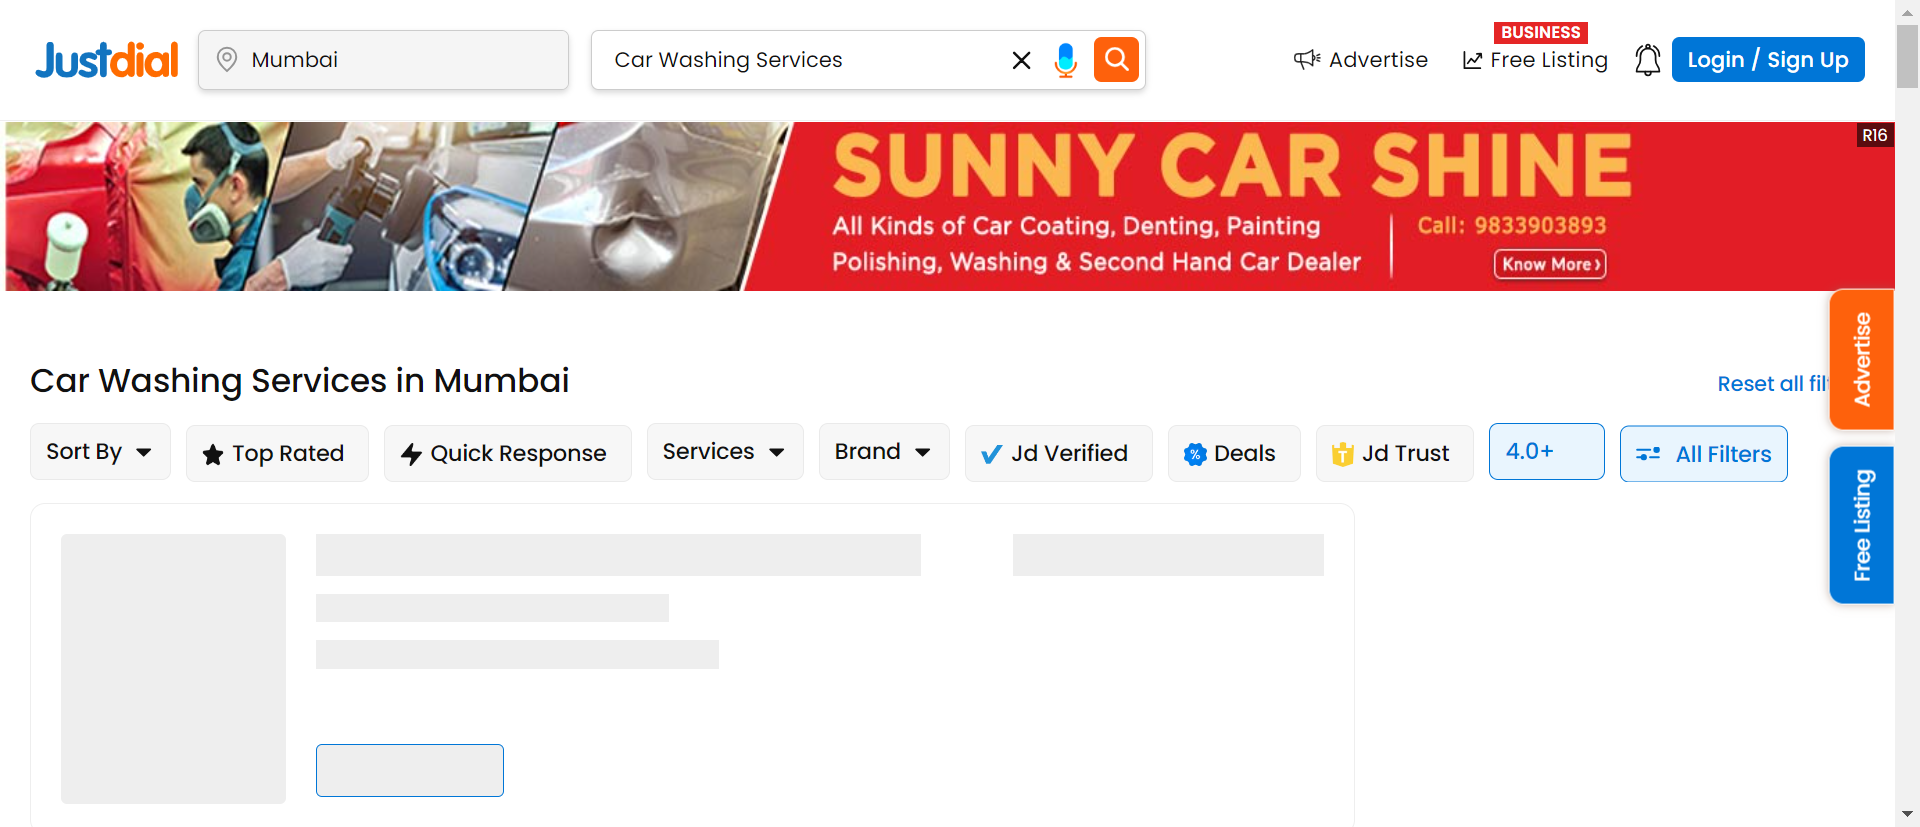 Justdial
Mumbai
Car Washing Services
Advertise
BUSINESS
Free Listing
Login / Sign Up
SUNNY CAR SHINE
All Kinds of Car Coating, Denting, Painting
Polishing, Washing & Second Hand Car Dealer
Call: 9833903893
Know More ›
R16
Advertise
Free Listing
Car Washing Services in Mumbai
Reset all fil
Sort By
Top Rated
Quick Response
Services
Brand
Jd Verified
Deals
Jd Trust
4.0+
All Filters